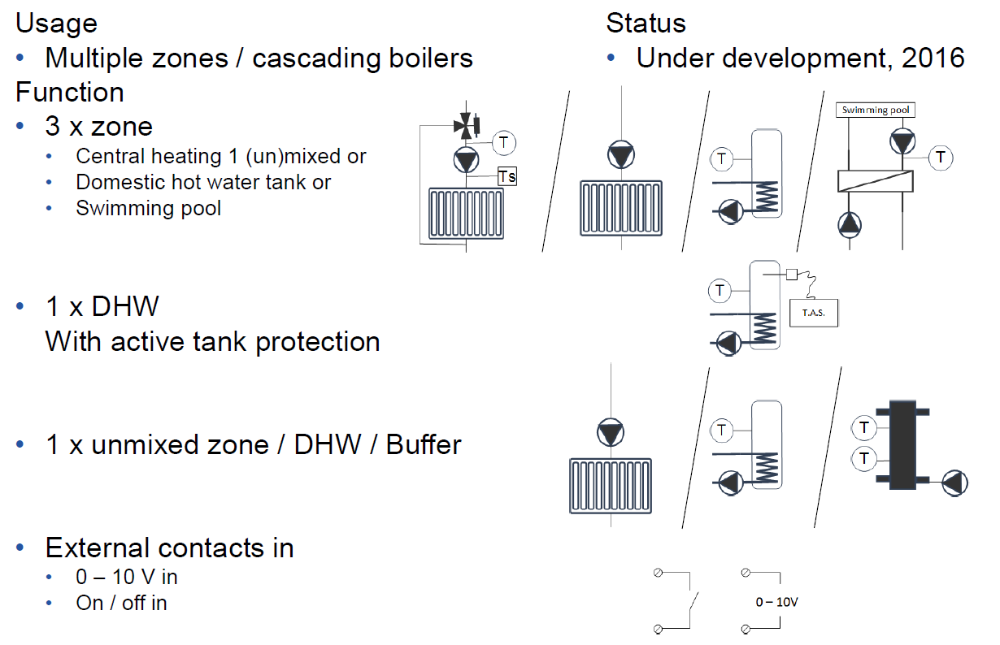 Usage
• Multiple zones / cascading boilers
Function
• 3 x zone
• Central heating 1 (un)mixed or
• Domestic hot water tank or
• Swimming pool
• 1 x DHW
With active tank protection
• 1 x unmixed zone / DHW / Buffer
• External contacts in
• 0 – 10 V in
• On / off in
Status
• Under development, 2016
T
Ts
T
Swimming pool
T
T
T.A.S.
T
T
T
0 – 10V